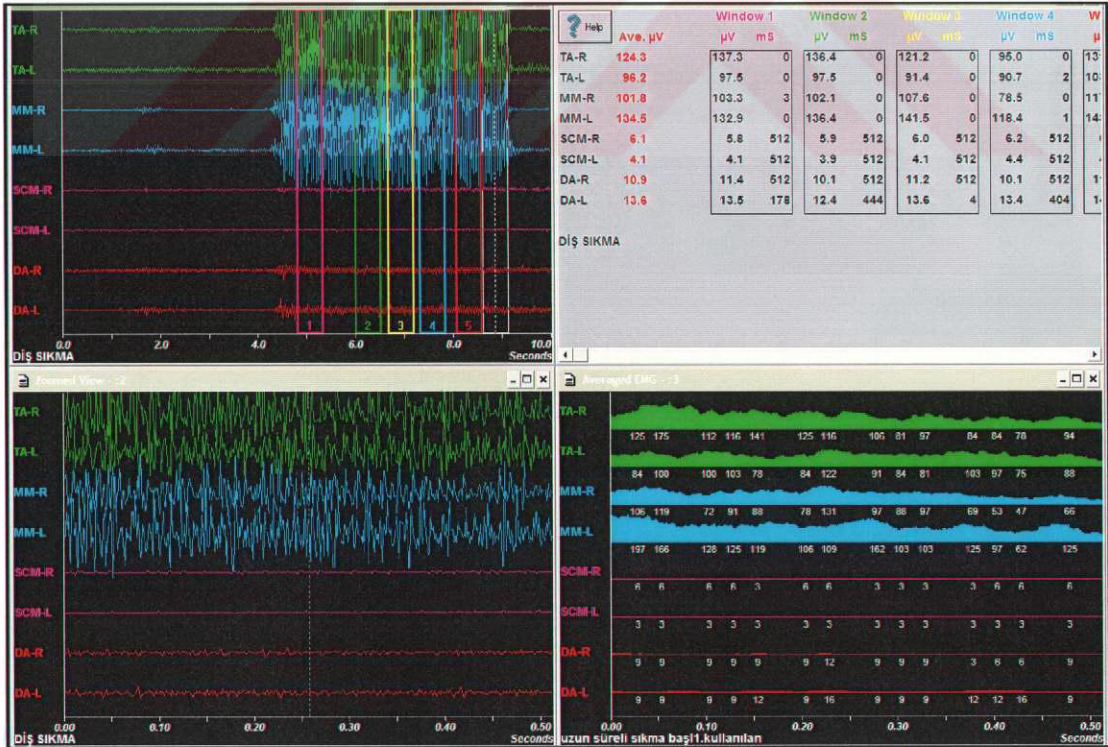 TA-R
TA-L
MM-R
MM-L
SCM-R
SCM-L
DA-R
DA-L
1 2 3 4 5
0.0 2.0 4.0 6.0 8.0 10.0
DİŞ SIKMA Seconds
Help
Window 1 Window 2 Window 3 Window 4 W
Ave. µV µV mS µV mS µV mS µV mS µ
TA-R 124.3 137.3 0 136.4 0 121.2 0 95.0 0 13
TA-L 96.2 97.5 0 97.5 0 91.4 0 90.7 2 10
MM-R 101.8 103.3 3 102.1 0 107.6 0 78.5 0 11
MM-L 134.5 132.9 0 136.4 0 141.5 0 118.4 1 14
SCM-R 6.1 5.8 512 5.9 512 6.0 512 6.2 512
SCM-L 4.1 4.1 512 3.9 512 4.1 512 4.4 512
DA-R 10.9 11.4 512 10.1 512 11.2 512 10.1 512 1
DA-L 13.6 13.5 178 12.4 444 13.6 4 13.4 404 1
DİŞ SIKMA
Zoomed View - :2
TA-R
TA-L
MM-R
MM-L
SCM-R
SCM-L
DA-R
DA-L
0.00 0.10 0.20 0.30 0.40 0.50
DİŞ SIKMA Seconds
Averaged EMG - :3
TA-R
125 175 112 116 141 125 116 106 81 97 84 84 78 94
TA-L
84 100 100 103 78 84 122 91 84 81 103 97 75 88
MM-R
106 119 72 91 88 78 131 97 88 97 69 53 47 66
MM-L
197 166 128 125 119 106 109 162 103 103 125 97 62 125
SCM-R
6 6 6 6 3 6 6 3 3 3 3 6 6 6
SCM-L
3 3 3 3 3 3 3 3 3 3 3 3 3 3
DA-R
9 9 9 9 9 9 12 9 9 9 3 6 6 9
DA-L
9 9 9 9 12 9 16 9 9 9 12 12 16 9
0.00 0.10 0.20 0.30 0.40 0.50
uzun süreli sıkma başl1.kullanılan Seconds